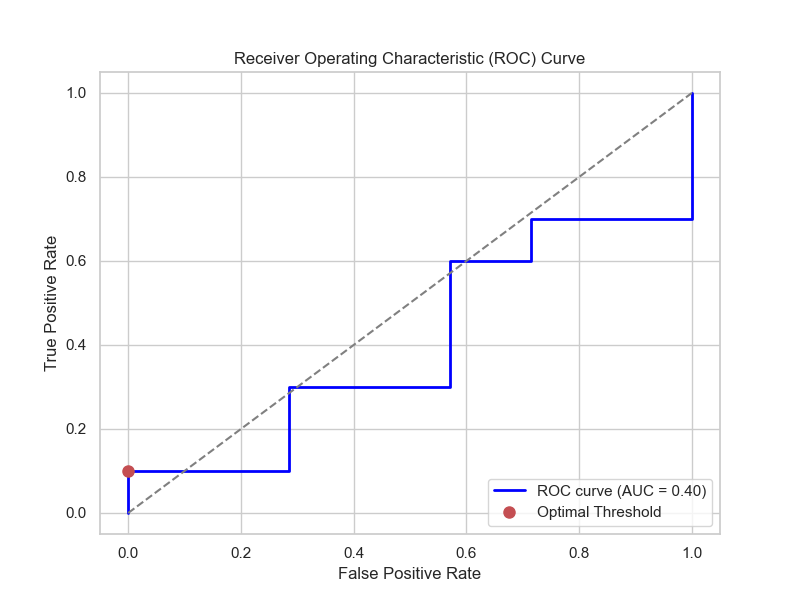 Receiver Operating Characteristic (ROC) Curve
1.0
0.8
0.6
0.4
0.2
0.0
True Positive Rate
ROC curve (AUC = 0.40)
Optimal Threshold
0.0 0.2 0.4 0.6 0.8 1.0
False Positive Rate